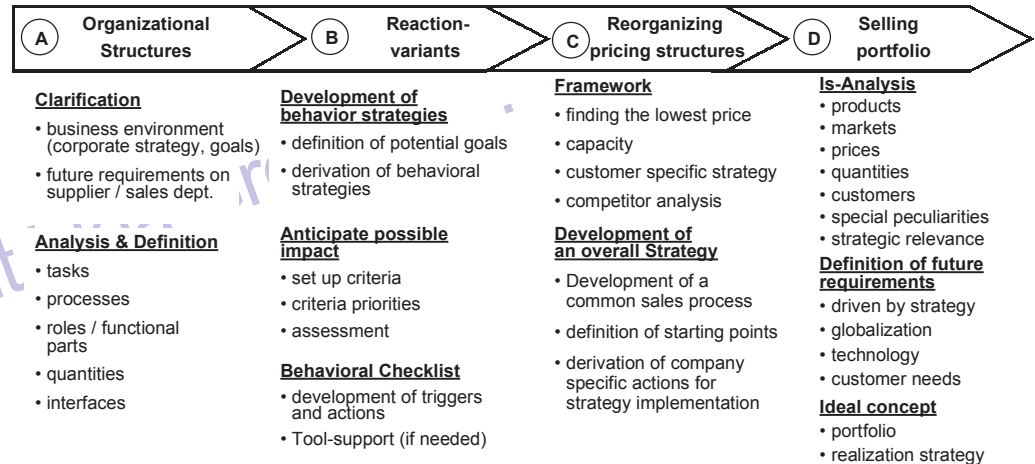 A Organizational
Structures
B Reaction-
variants
C Reorganizing
pricing structures
D Selling
portfolio
Clarification
• business environment
(corporate strategy, goals)
• future requirements on
supplier / sales dept.
Analysis & Definition
• tasks
• processes
• roles / functional
parts
• quantities
• interfaces
Development of
behavior strategies
• definition of potential goals
• derivation of behavioral
strategies
Anticipate possible
impact
• set up criteria
• criteria priorities
• assessment
Behavioral Checklist
• development of triggers
and actions
• Tool-support (if needed)
Framework
• finding the lowest price
• capacity
• customer specific strategy
• competitor analysis
Development of
an overall Strategy
• Development of a
common sales process
• definition of starting points
• derivation of company
specific actions for
strategy implementation
Is-Analysis
• products
• markets
• prices
• quantities
• customers
• special peculiarities
• strategic relevance
Definition of future
requirements
• driven by strategy
• globalization
• technology
• customer needs
Ideal concept
• portfolio
• realization strategy